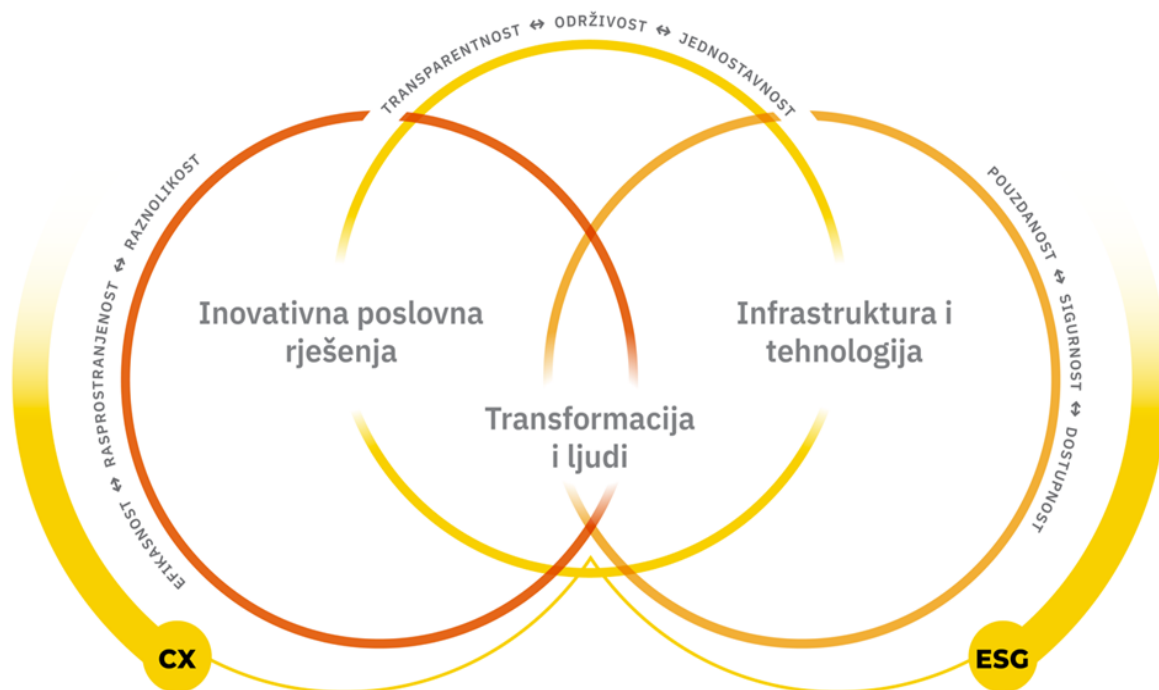 TRANSPARENTNOST ↔ ODRŽIVOST ↔ JEDNOSTAVNOST
EFIKASNOST ↔ RASPROSTRANJENOST ↔ RAZNOLIKOST
POUZDANOST ↔ SIGURNOST ↔ DOSTUPNOST
Inovativna poslovna
rješenja
Infrastruktura i
tehnologija
Transformacija
i ljudi
CX
ESG